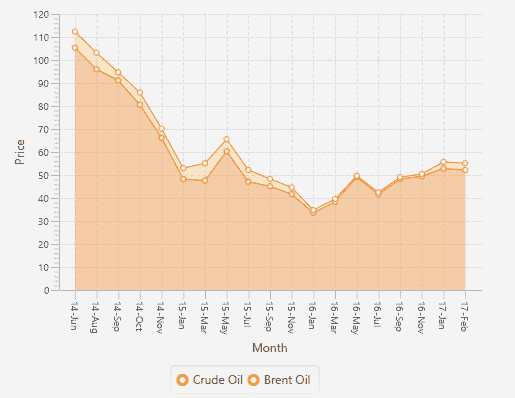 120
110
100
90
80
70
60
50
40
30
20
10
0
Price
14-Jun
14-Aug
14-Sep
14-Oct
14-Nov
15-Jan
15-Mar
15-May
15-Jul
15-Sep
15-Nov
16-Jan
16-Mar
16-May
16-Jul
16-Sep
16-Nov
17-Jan
17-Feb
Month
Crude Oil Brent Oil